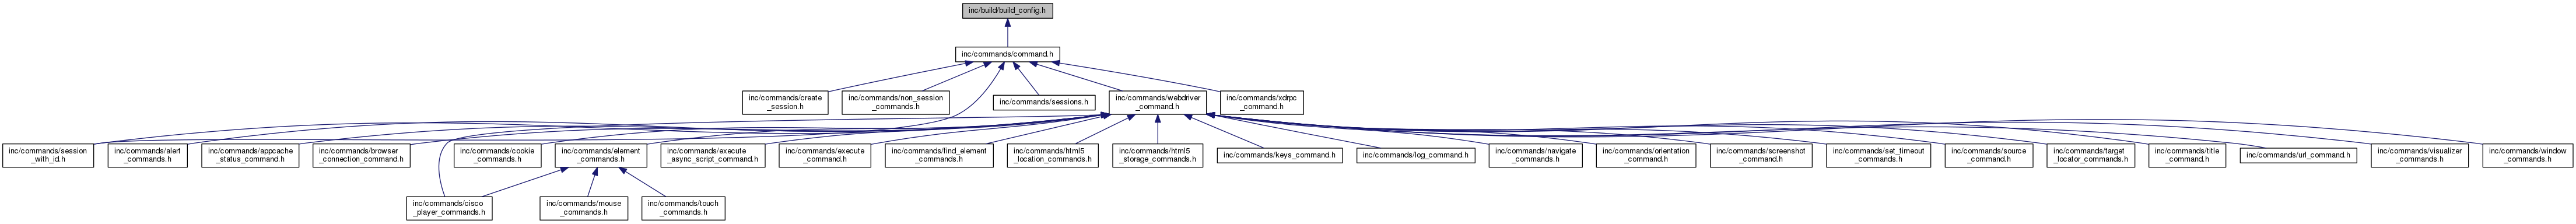 inc/build/build_config.h
inc/commands/command.h
inc/commands/create
_session.h
inc/commands/non_session
_commands.h
inc/commands/sessions.h
inc/commands/webdriver
_command.h
inc/commands/xdrpc
_command.h
inc/commands/session
_with_id.h
inc/commands/alert
_commands.h
inc/commands/appcache
_status_command.h
inc/commands/browser
_connection_command.h
inc/commands/cookie
_commands.h
inc/commands/element
_commands.h
inc/commands/execute
_async_script_command.h
inc/commands/execute
_command.h
inc/commands/find_element
_commands.h
inc/commands/html5
_location_commands.h
inc/commands/html5
_storage_commands.h
inc/commands/keys_command.h
inc/commands/log_command.h
inc/commands/navigate
_commands.h
inc/commands/orientation
_command.h
inc/commands/screenshot
_command.h
inc/commands/set_timeout
_commands.h
inc/commands/source
_command.h
inc/commands/target
_locator_commands.h
inc/commands/title
_command.h
inc/commands/url_command.h
inc/commands/visualizer
_commands.h
inc/commands/window
_commands.h
inc/commands/cisco
_player_commands.h
inc/commands/mouse
_commands.h
inc/commands/touch
_commands.h